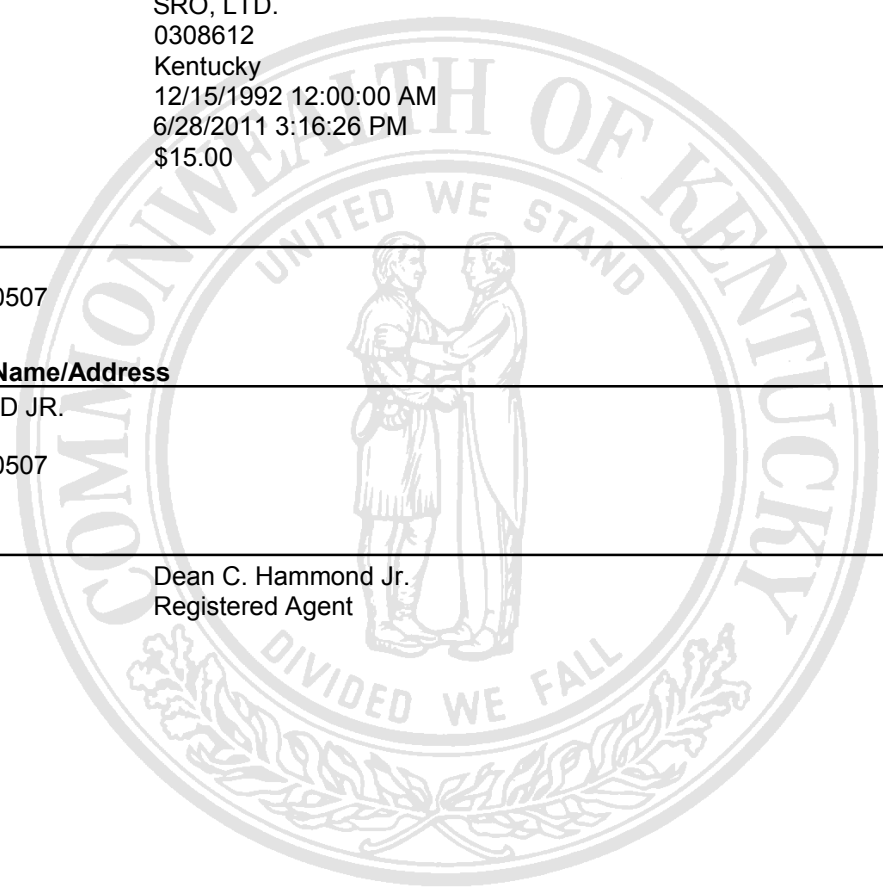 SRO, LTD.
0308612
Kentucky
12/15/1992 12:00:00 AM
6/28/2011 3:16:26 PM
$15.00
0507
Name/Address
D JR.
0507
Dean C. Hammond Jr.
Registered Agent
COMMONWEALTH OF KENTUCKY
UNITED WE STAND
DIVIDED WE FALL